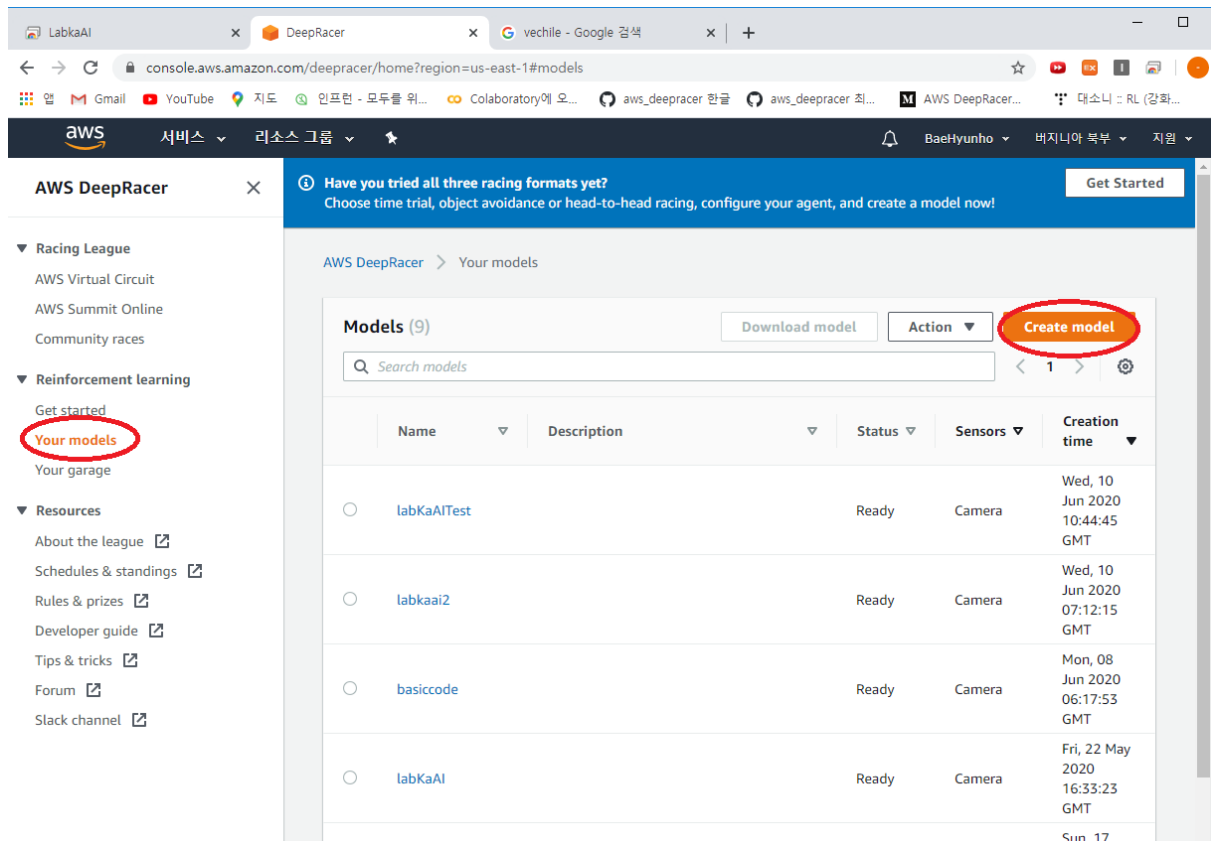 LabkaAI
DeepRacer
vechile - Google 검색
console.aws.amazon.com/deepracer/home?region=us-east-1#models
앱
Gmail
YouTube
지도
인프런 - 모두를 위...
Colaboratory에 오...
aws_deepracer 한글
aws_deepracer 최...
AWS DeepRacer...
대소니 :: RL (강화...
aws
서비스
리소스 그룹
BaeHyunho
버지니아 북부
지원
AWS DeepRacer
Racing League
AWS Virtual Circuit
AWS Summit Online
Community races
Reinforcement learning
Get started
Your models
Your garage
Resources
About the league
Schedules & standings
Rules & prizes
Developer guide
Tips & tricks
Forum
Slack channel
Have you tried all three racing formats yet?
Choose time trial, object avoidance or head-to-head racing, configure your agent, and create a model now!
Get Started
AWS DeepRacer > Your models
Models (9)
Download model
Action
Create model
Search models
1
Name
Description
Status
Sensors
Creation
time
labKaAITest
Ready
Camera
Wed, 10
Jun 2020
10:44:45
GMT
labkaai2
Ready
Camera
Wed, 10
Jun 2020
07:12:15
GMT
basiccode
Ready
Camera
Mon, 08
Jun 2020
06:17:53
GMT
labKaAI
Ready
Camera
Fri, 22 May
2020
16:33:23
GMT
Sun, 17